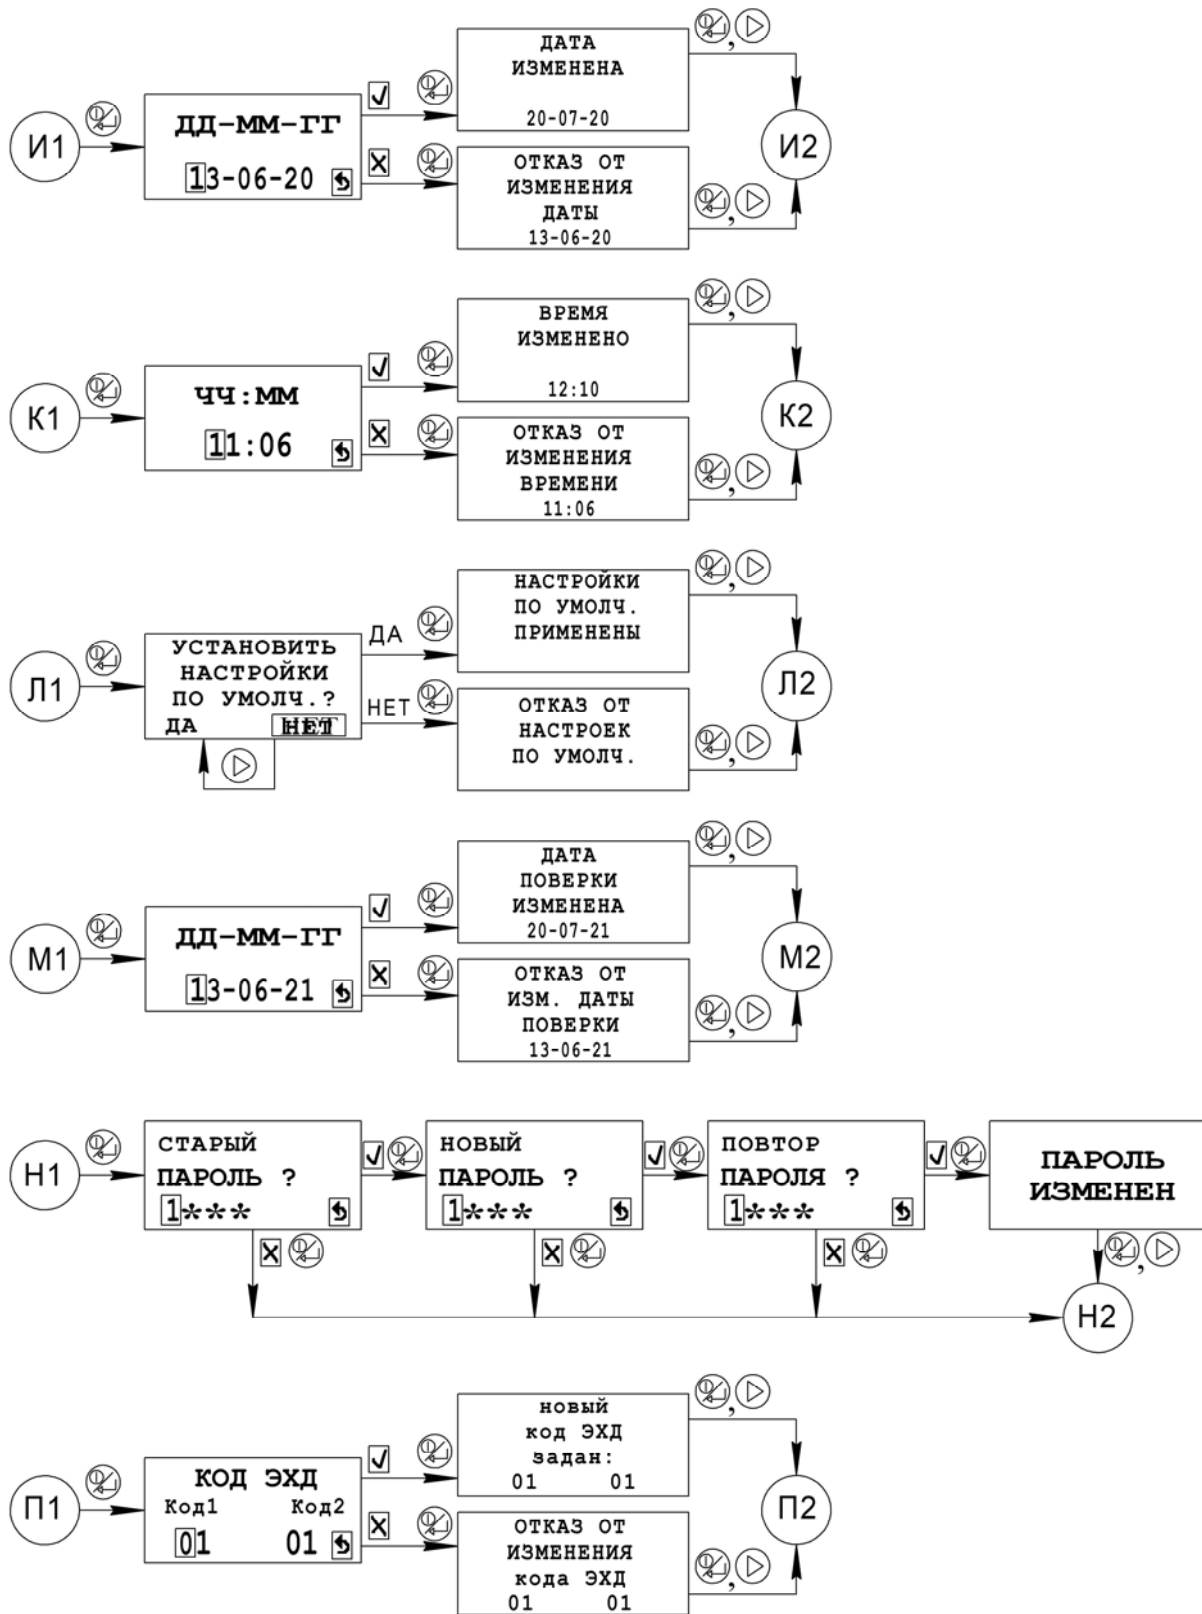 И1
ДД-ММ-ГГ
13-06-20
ДАТА
ИЗМЕНЕНА
20-07-20
ОТКАЗ ОТ
ИЗМЕНЕНИЯ
ДАТЫ
13-06-20
И2
К1
ЧЧ:ММ
11:06
ВРЕМЯ
ИЗМЕНЕНО
12:10
ОТКАЗ ОТ
ИЗМЕНЕНИЯ
ВРЕМЕНИ
11:06
К2
Л1
УСТАНОВИТЬ
НАСТРОЙКИ
ПО УМОЛЧ.?
ДА НЕТ
ДА
НЕТ
НАСТРОЙКИ
ПО УМОЛЧ.
ПРИМЕНЕНЫ
ОТКАЗ ОТ
НАСТРОЕК
ПО УМОЛЧ.
Л2
М1
ДД-ММ-ГГ
13-06-21
ДАТА
ПОВЕРКИ
ИЗМЕНЕНА
20-07-21
ОТКАЗ ОТ
ИЗМ. ДАТЫ
ПОВЕРКИ
13-06-21
М2
Н1
СТАРЫЙ
ПАРОЛЬ ?
1***
НОВЫЙ
ПАРОЛЬ ?
1***
ПОВТОР
ПАРОЛЯ ?
1***
ПАРОЛЬ
ИЗМЕНЕН
Н2
П1
КОД ЭХД
Код1 Код2
01 01
новый
код ЭХД
задан:
01 01
ОТКАЗ ОТ
ИЗМЕНЕНИЯ
кода ЭХД
01 01
П2